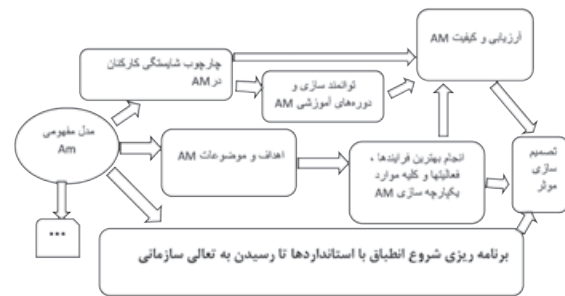 ارزیابی و کیفیت AM
چارچوب شایستگی کارکنان
در AM
توانمند سازی و
دوره‌های آموزشی AM
مدل مفهومی
Am
اهداف و موضوعات AM
انجام بهترین فرایندها ،
فعالیتها و کلیه موارد
یکپارچه سازی AM
تصمیم
سازی
موثر
***
برنامه ریزی شروع انطباق با استانداردها تا رسیدن به تعالی سازمانی